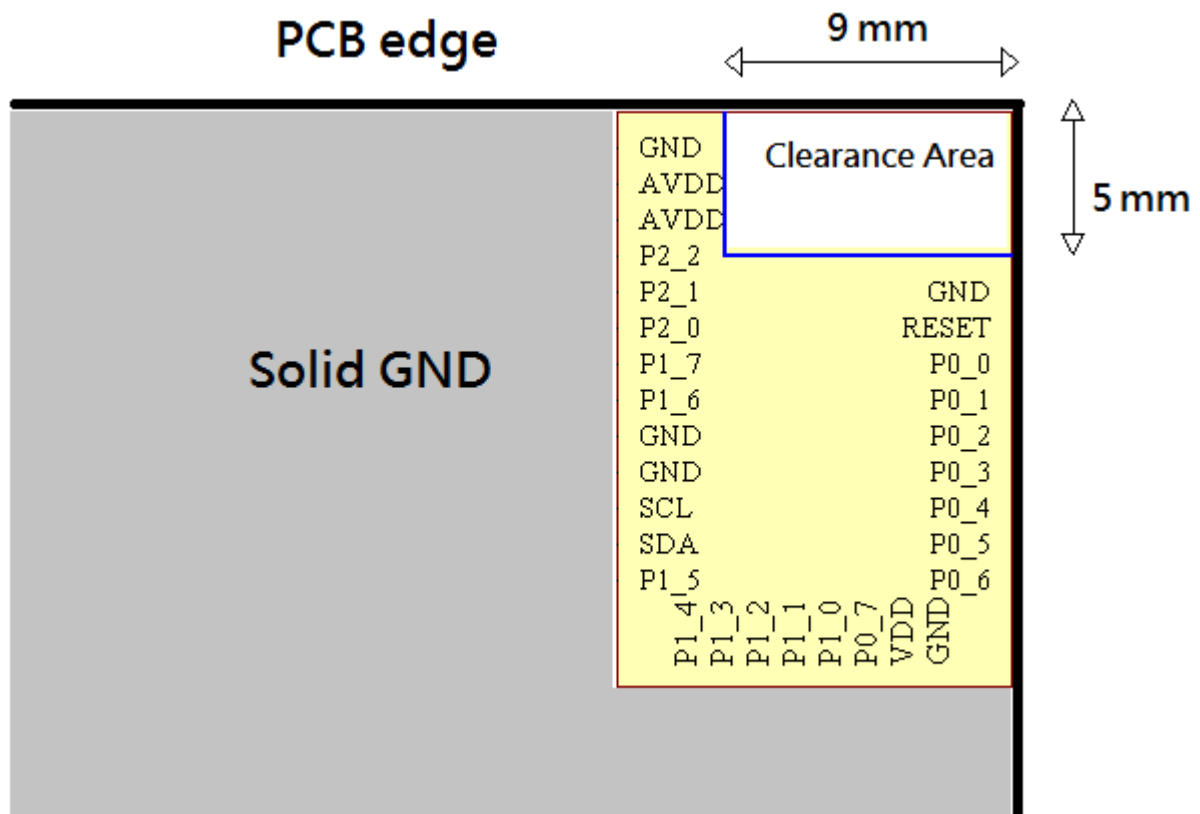 PCB edge
9 mm
Clearance Area
5 mm
Solid GND
GND
AVDD
AVDD
P2_2
P2_1
P2_0
P1_7
P1_6
GND
GND
SCL
SDA
P1_5
P1_4
P1_3
P1_2
P1_1
P1_0
P0_7
VDD
GND
GND
RESET
P0_0
P0_1
P0_2
P0_3
P0_4
P0_5
P0_6